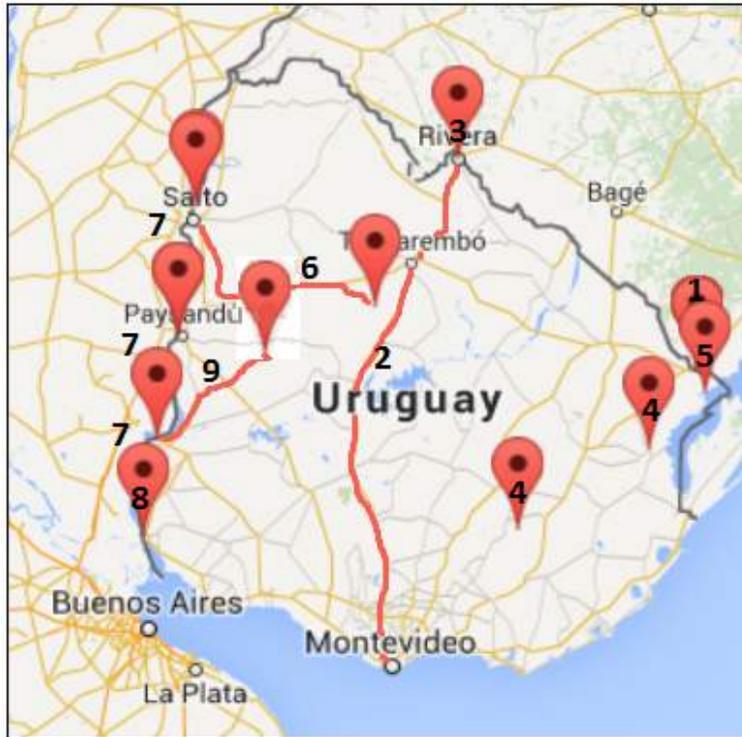 3
Rivera
Bagé
Salto
7
T arembó
6
1
Paysandú
7
9
2
5
Uruguay
4
7
8
4
Buenos Aires
Montevideo
La Plata